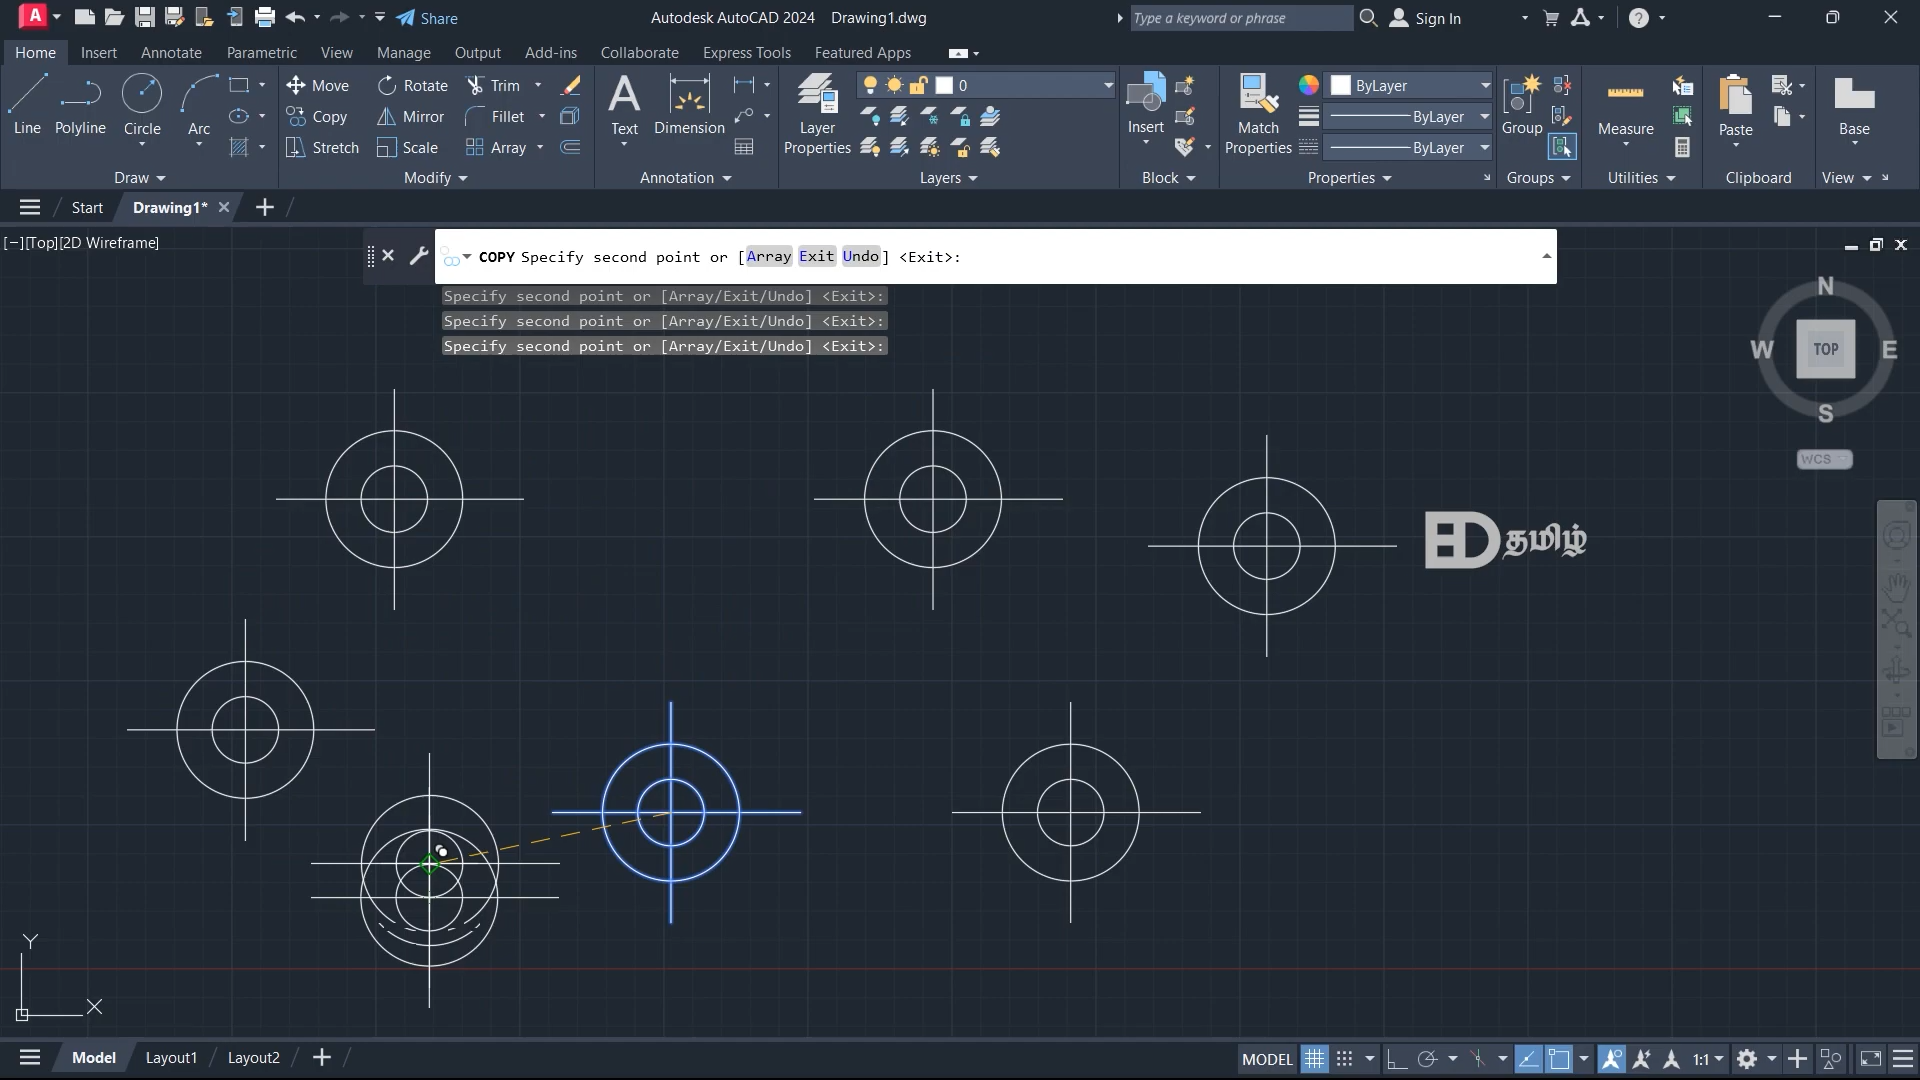 Share
Autodesk AutoCAD 2024 Drawing1.dwg
Type a keyword or phrase
Sign In
Home Insert Annotate Parametric View Manage Output Add-ins Collaborate Express Tools Featured Apps
Line Polyline Circle Arc
Move Rotate Trim
Copy Mirror Fillet
Stretch Scale Array
Text Dimension
Layer Properties
0
Insert
Match Properties
ByLayer
ByLayer
ByLayer
Group
Measure
Paste
Base
Draw Modify Annotation Layers Block Properties Groups Utilities Clipboard View
Start Drawing1*
[−][Top][2D Wireframe]
COPY Specify second point or [Array Exit Undo] <Exit>:
Specify second point or [Array/Exit/Undo] <Exit>:
Specify second point or [Array/Exit/Undo] <Exit>:
Specify second point or [Array/Exit/Undo] <Exit>:
N
W TOP E
S
WCS
ED தமிழ்
Y
X
Model Layout1 Layout2
MODEL 1:1